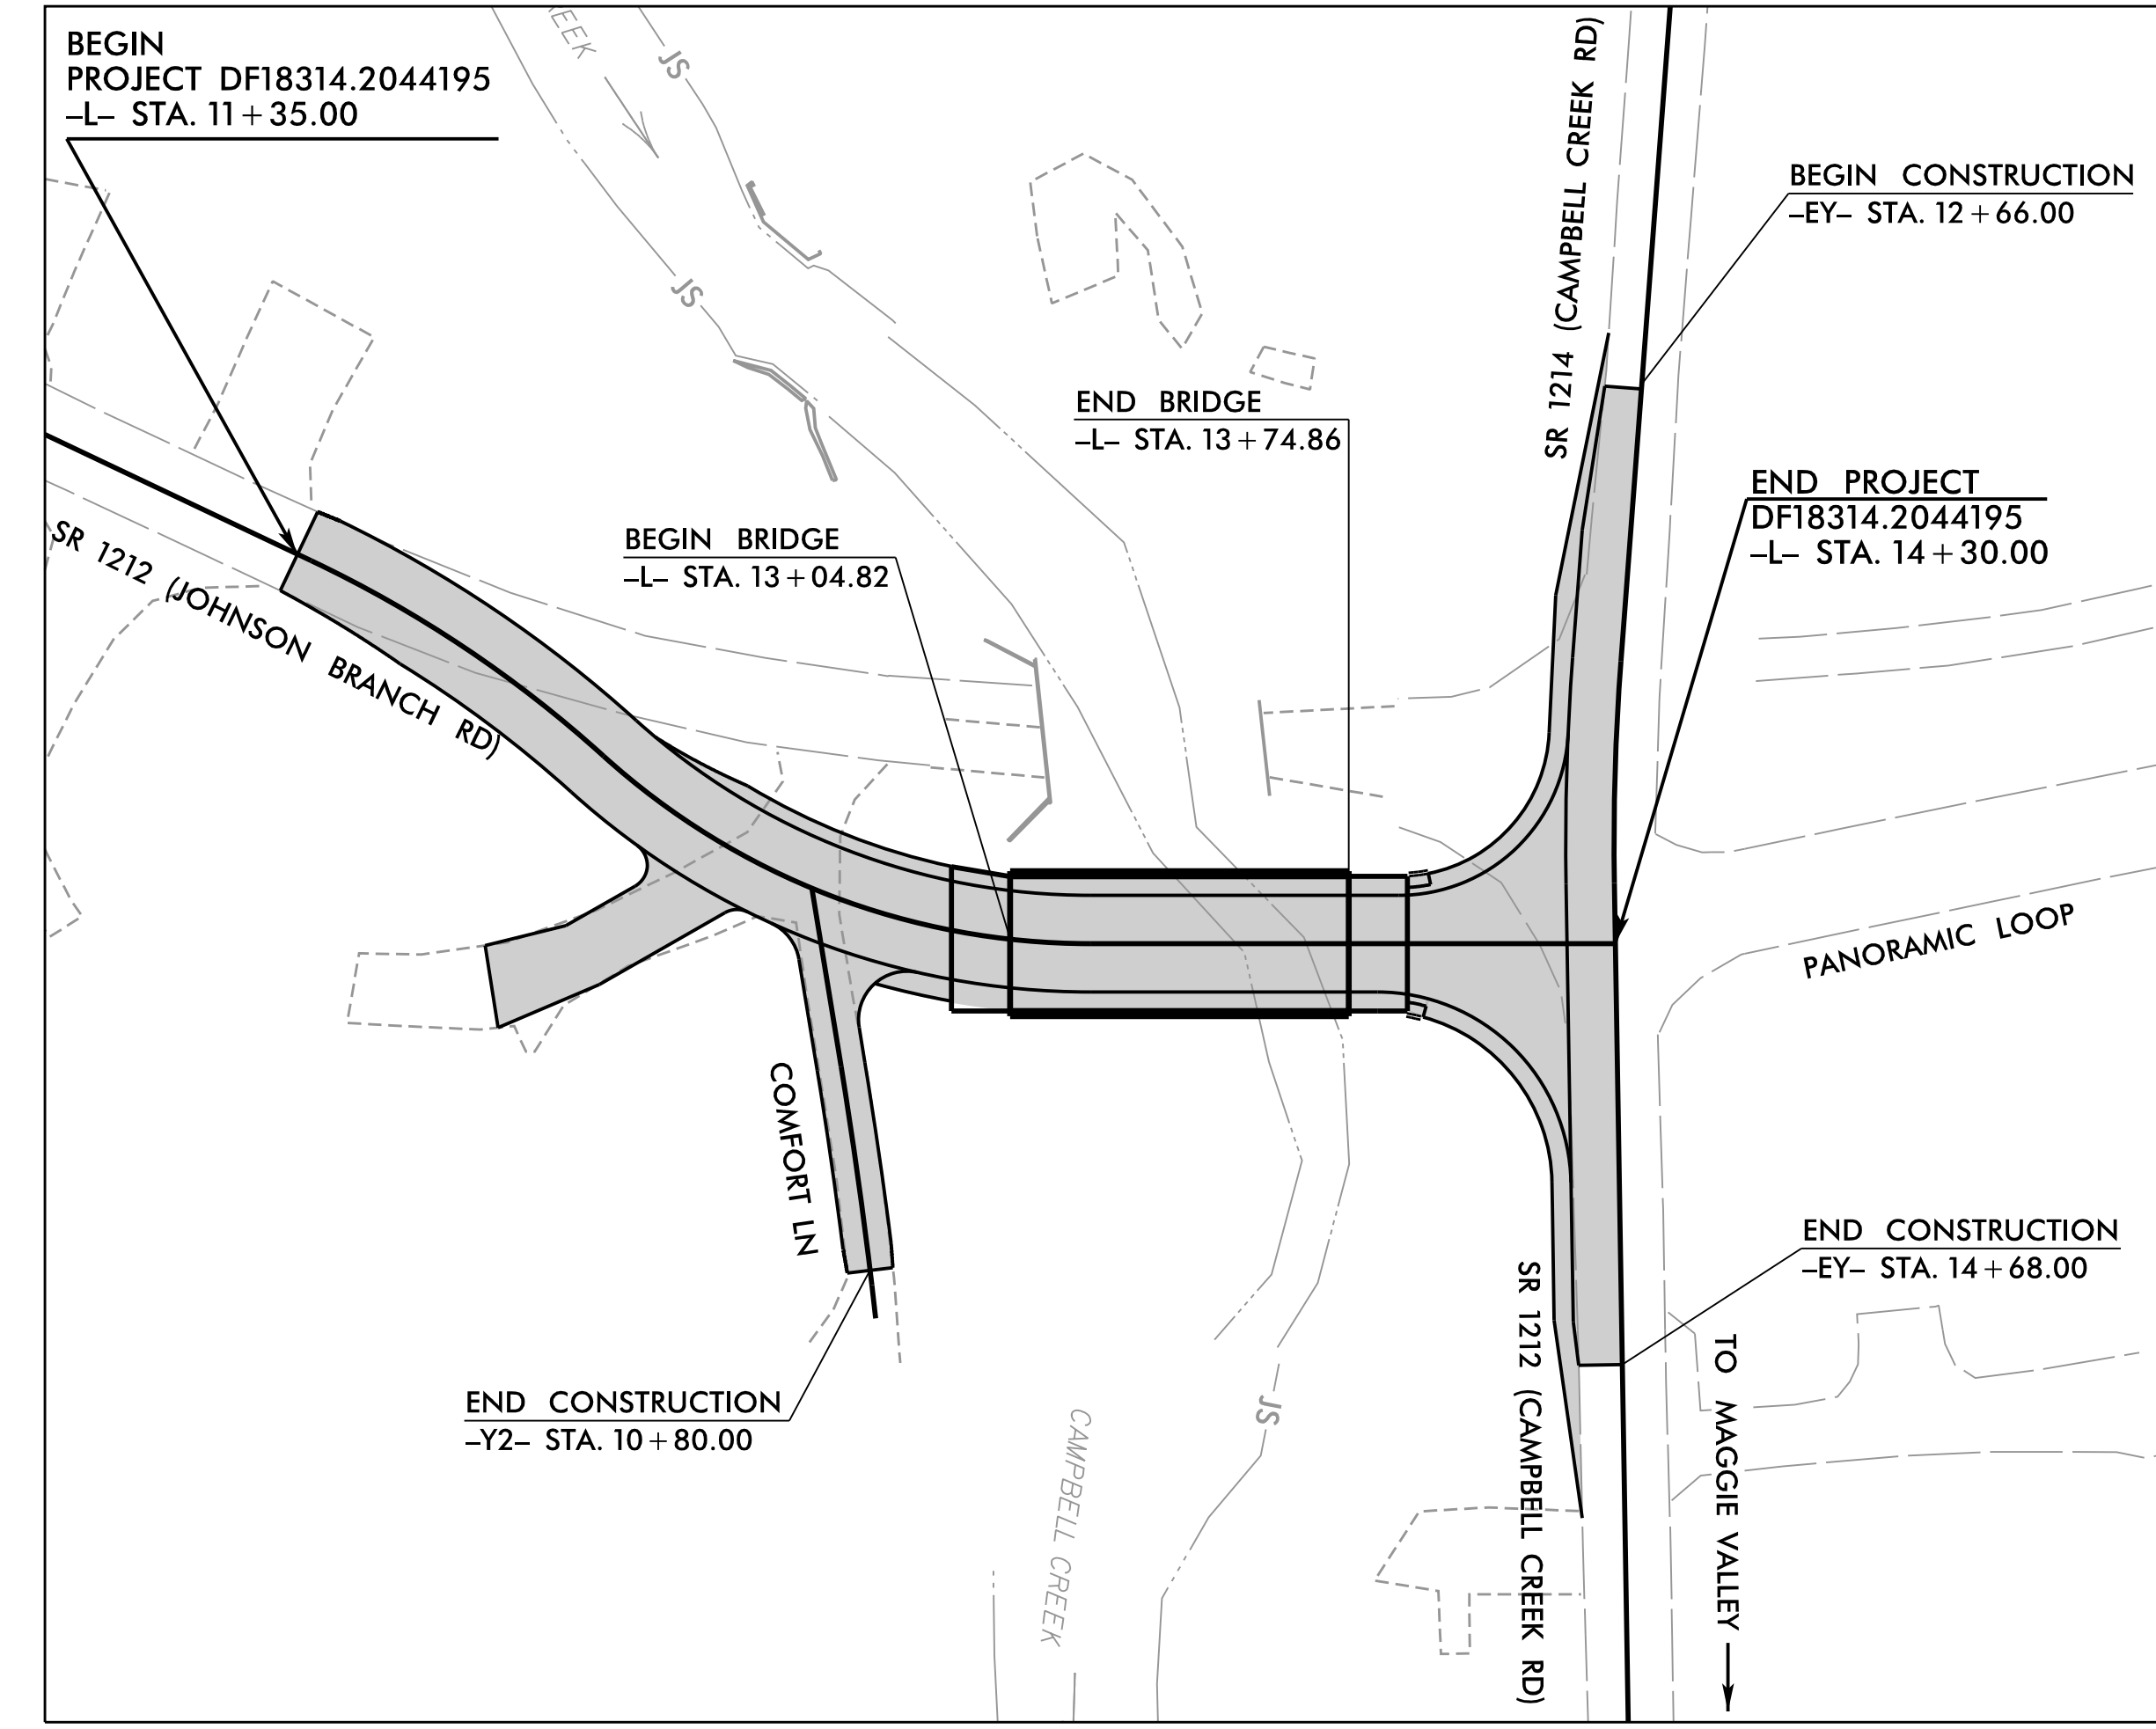 BEGIN
PROJECT DF18314.2044195
–L– STA. 11+35.00
JS
SR 1214 (CAMPBELL CREEK RD)
BEGIN CONSTRUCTION
–EY– STA. 12+66.00
JS
END BRIDGE
–L– STA. 13+74.86
END PROJECT
DF18314.2044195
–L– STA. 14+30.00
BEGIN BRIDGE
–L– STA. 13+04.82
SR 1212 (JOHNSON BRANCH RD)
PANORAMIC LOOP
COMFORT LN
END CONSTRUCTION
–EY– STA. 14+68.00
SR 1212 (CAMPBELL CREEK RD)
TO MAGGIE VALLEY
END CONSTRUCTION
–Y2– STA. 10+80.00
JS
CAMPBELL CREEK